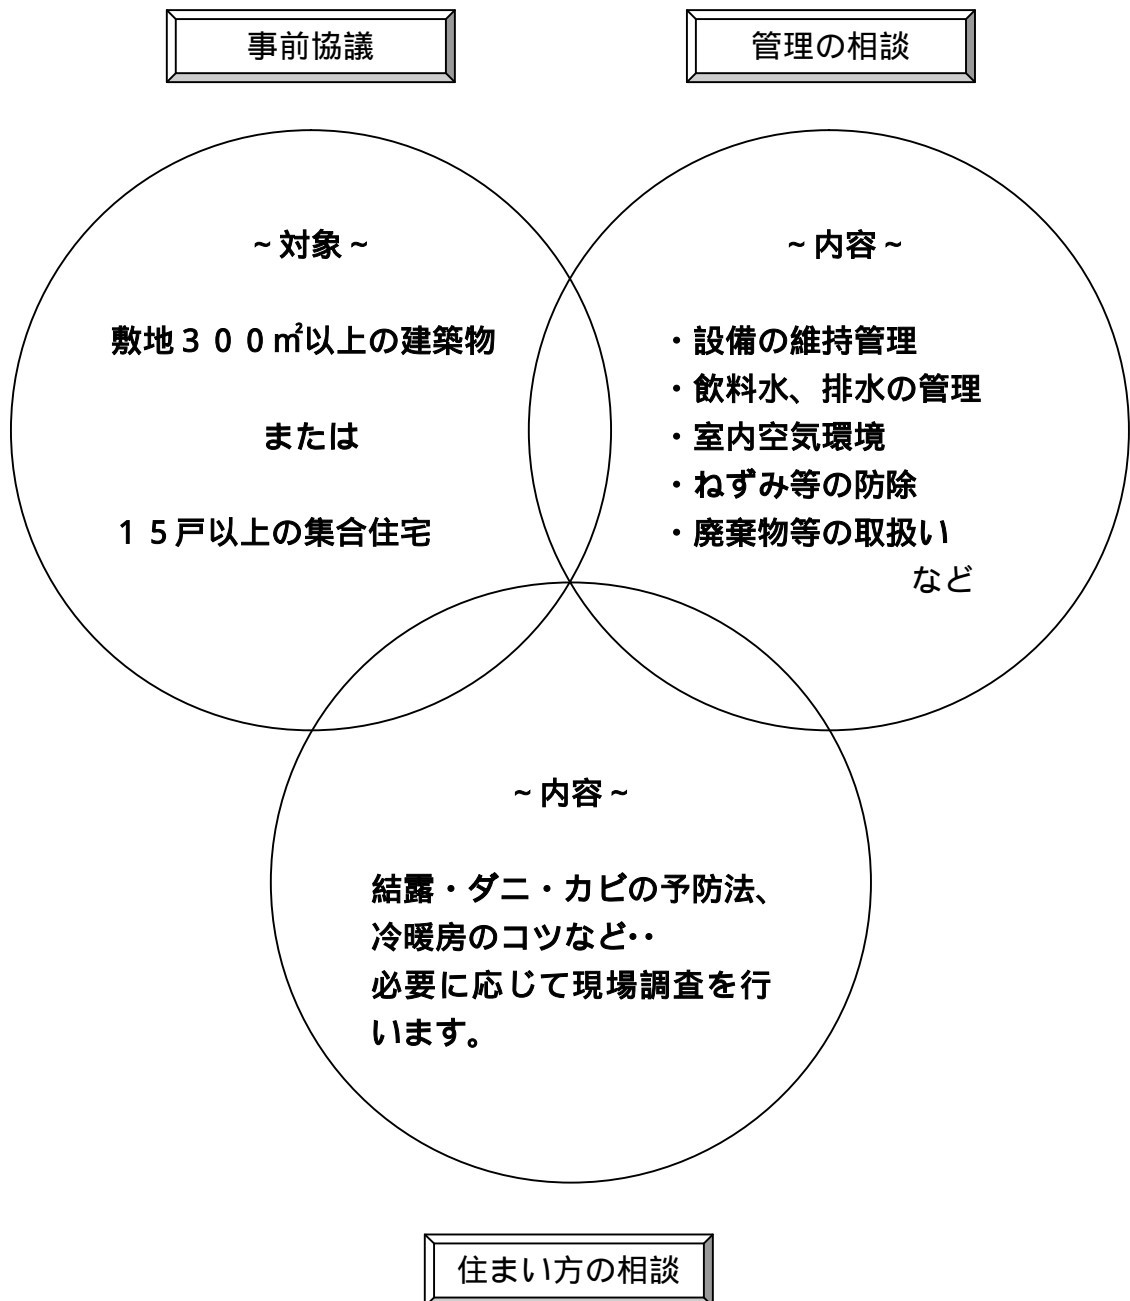 事前協議
管理の相談
~対象~
敷地３００㎡以上の建築物
または
１５戸以上の集合住宅
~内容~
・設備の維持管理
・飲料水、排水の管理
・室内空気環境
・ねずみ等の防除
・廃棄物等の取扱い
など
~内容~
結露・ダニ・カビの予防法、
冷暖房のコツなど‥
必要に応じて現場調査を行
います。
住まい方の相談